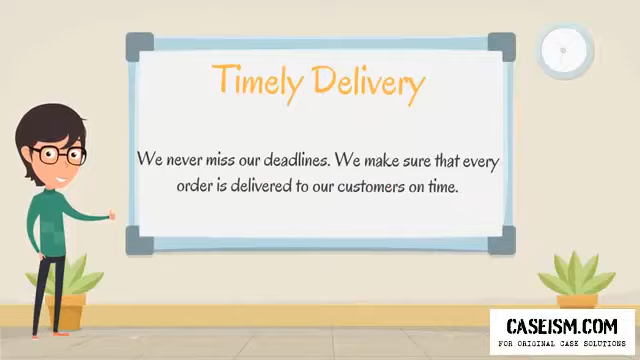 Timely Delivery
We never miss our deadlines. We make sure that every
order is delivered to our customers on time.
CASEISM.COM
FOR ORIGINAL CASE SOLUTIONS